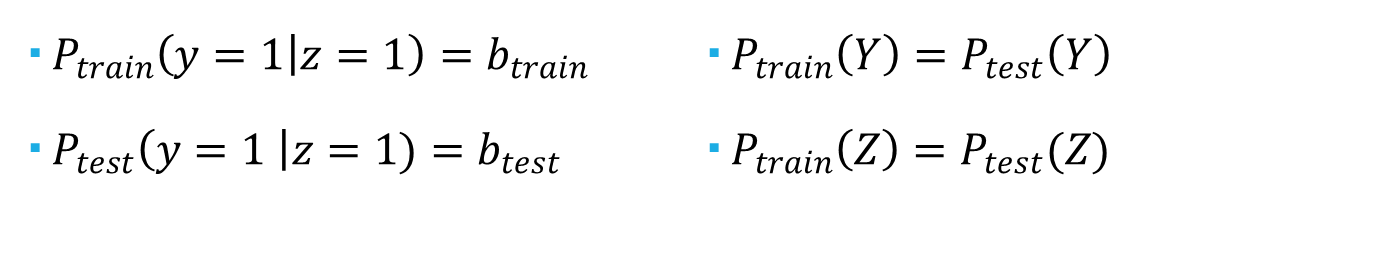 ▪ P_train(y = 1|z = 1) = b_train
▪ P_test(y = 1 |z = 1) = b_test
▪ P_train(Y) = P_test(Y)
▪ P_train(Z) = P_test(Z)